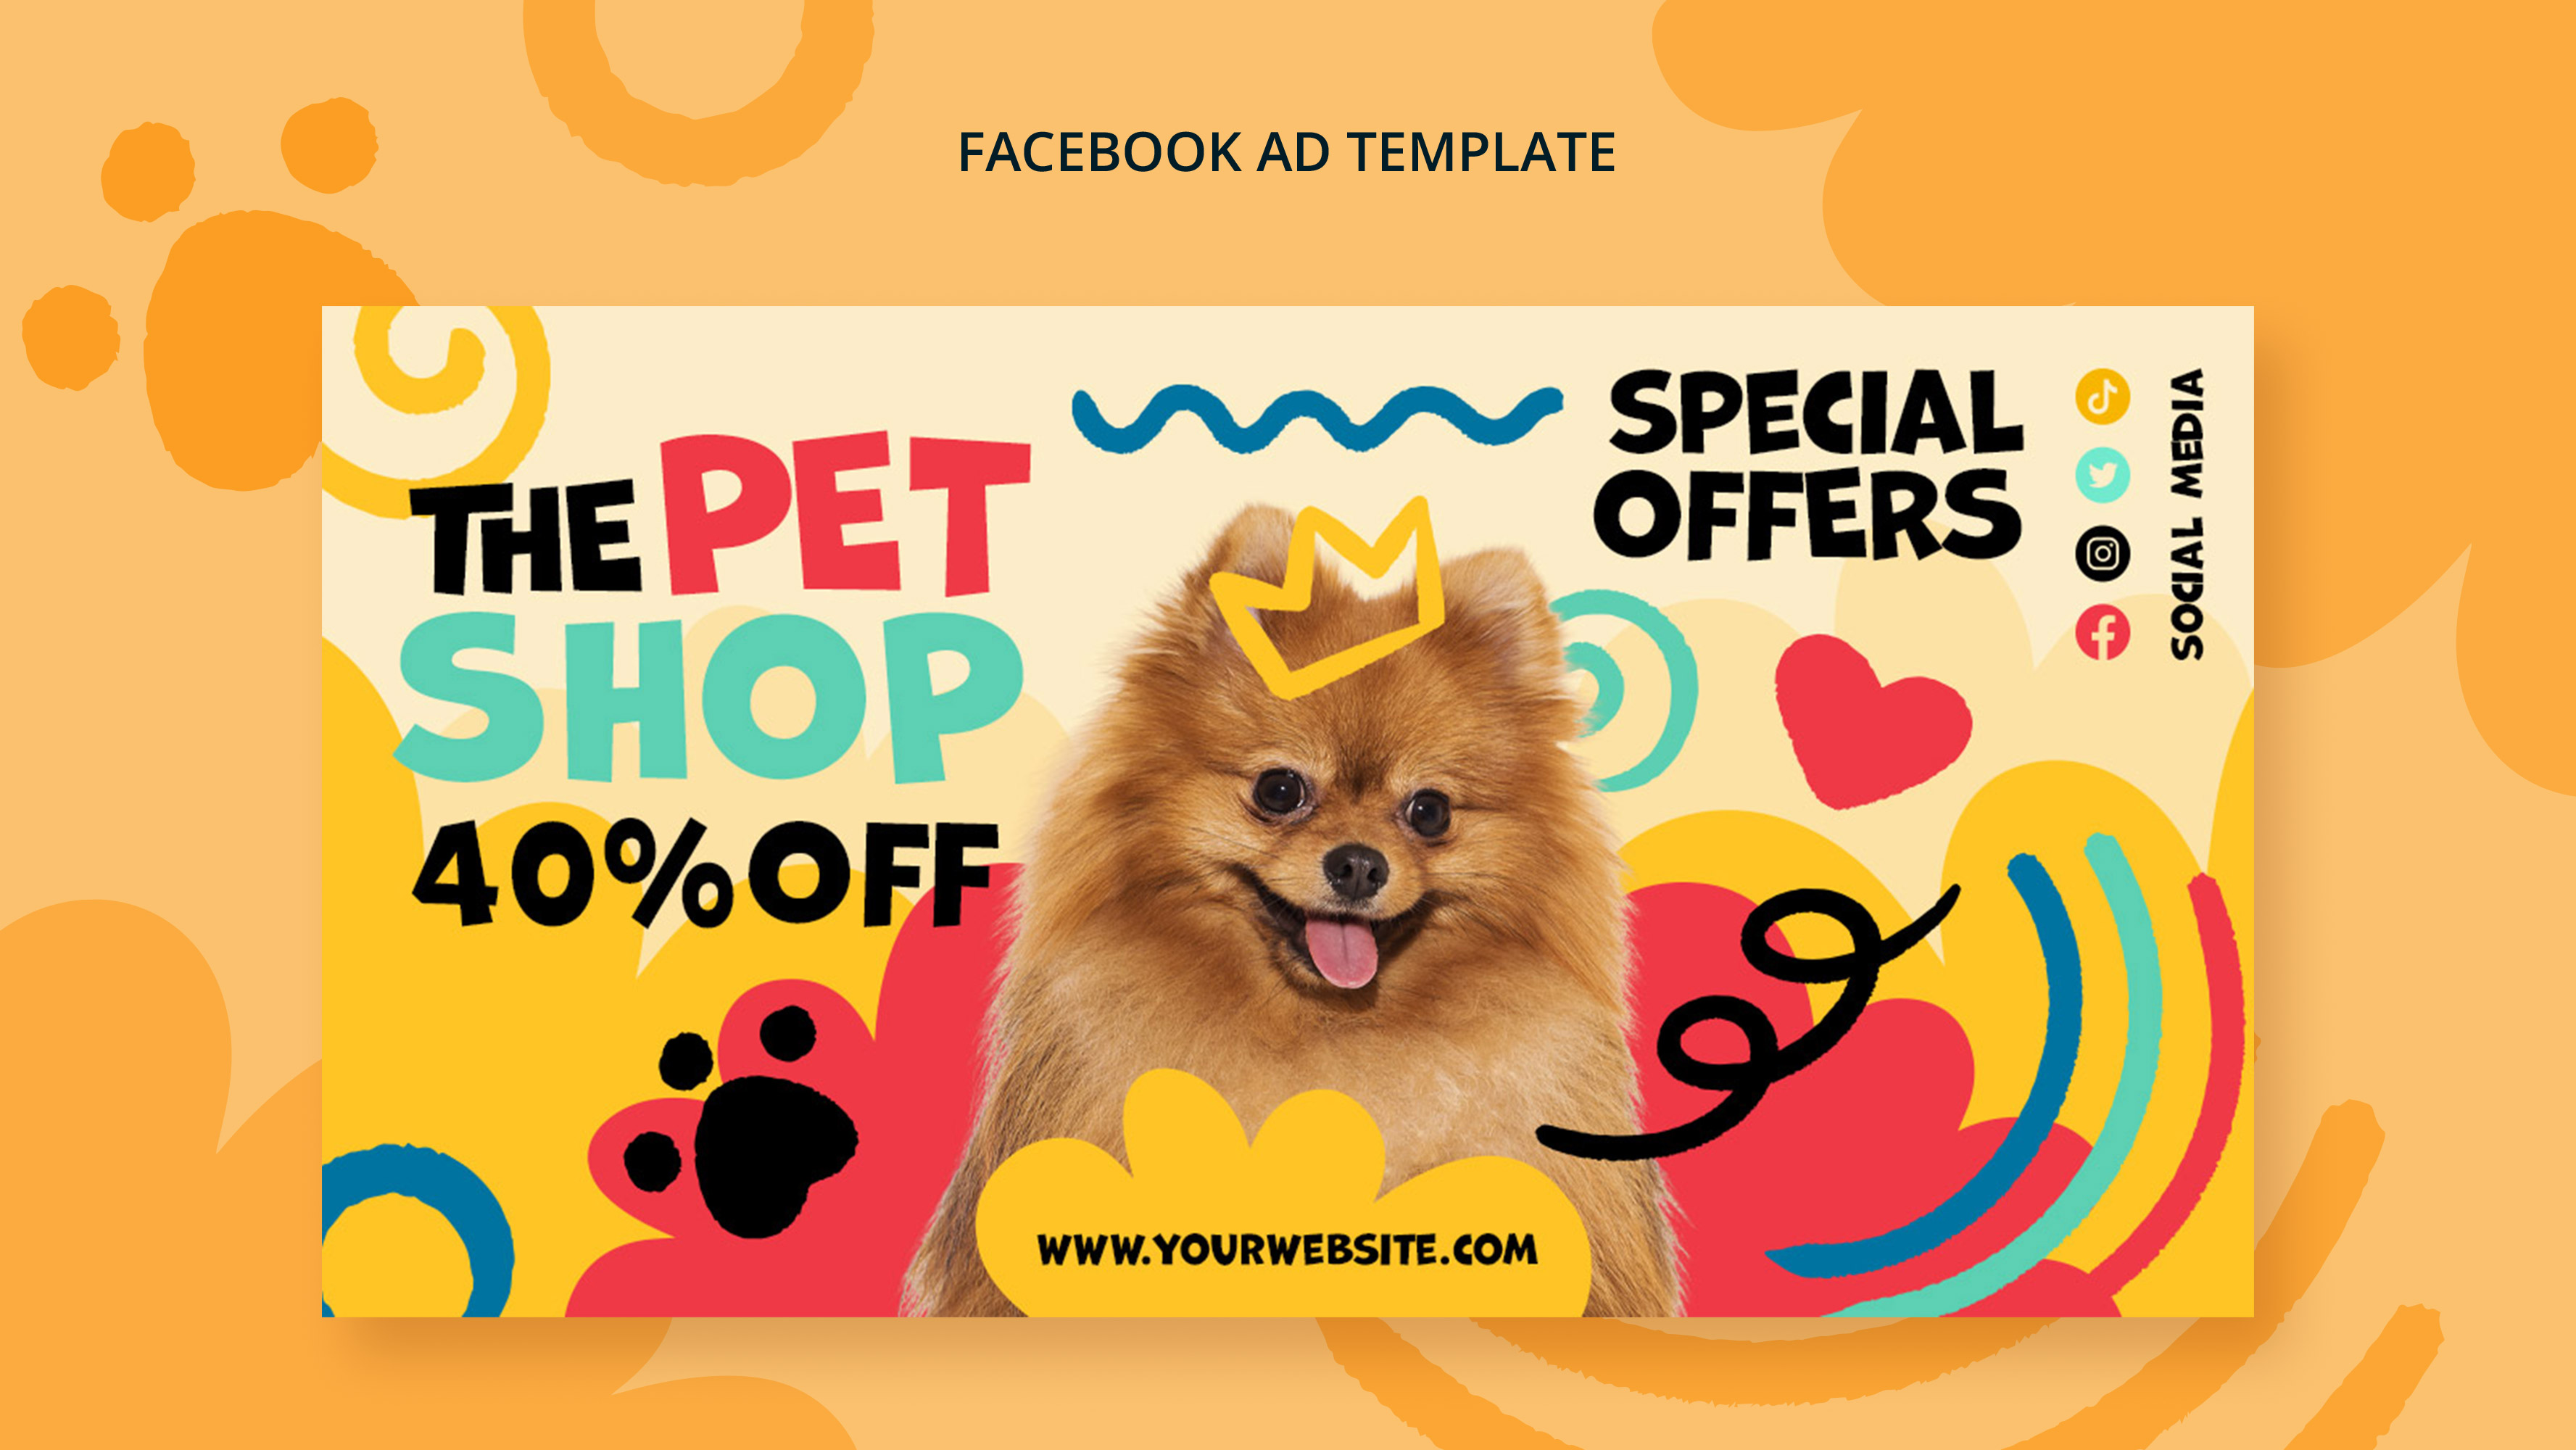 FACEBOOK AD TEMPLATE
THE PET
SHOP
40%OFF
SPECIAL
OFFERS
SOCIAL MEDIA
WWW.YOURWEBSITE.COM